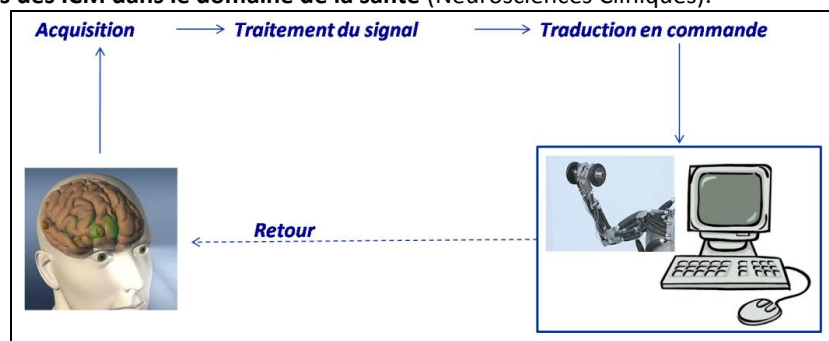 des ICM dans le domaine de la santé (Neurosciences Cliniques).
Acquisition Traitement du signal Traduction en commande
Retour